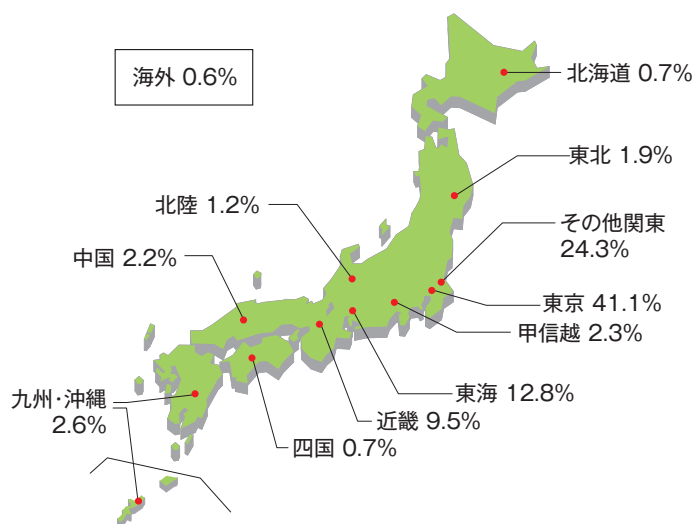 海外 0.6%
北海道 0.7%
東北 1.9%
北陸 1.2%
その他関東
24.3%
中国 2.2%
東京 41.1%
甲信越 2.3%
東海 12.8%
九州・沖縄
2.6%
近畿 9.5%
四国 0.7%